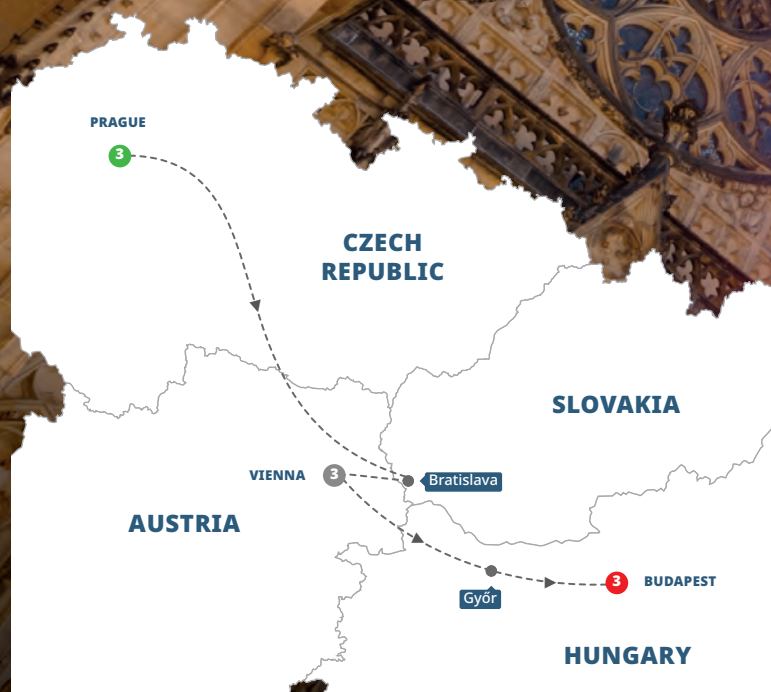 PRAGUE
3
CZECH
REPUBLIC
SLOVAKIA
VIENNA
3
Bratislava
AUSTRIA
Győr
3
BUDAPEST
HUNGARY